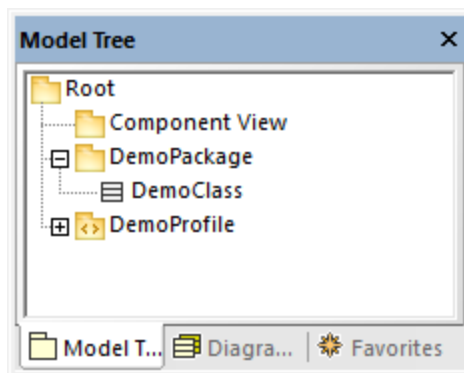 Model Tree
Root
Component View
DemoPackage
DemoClass
DemoProfile
Model T... Diagra... Favorites